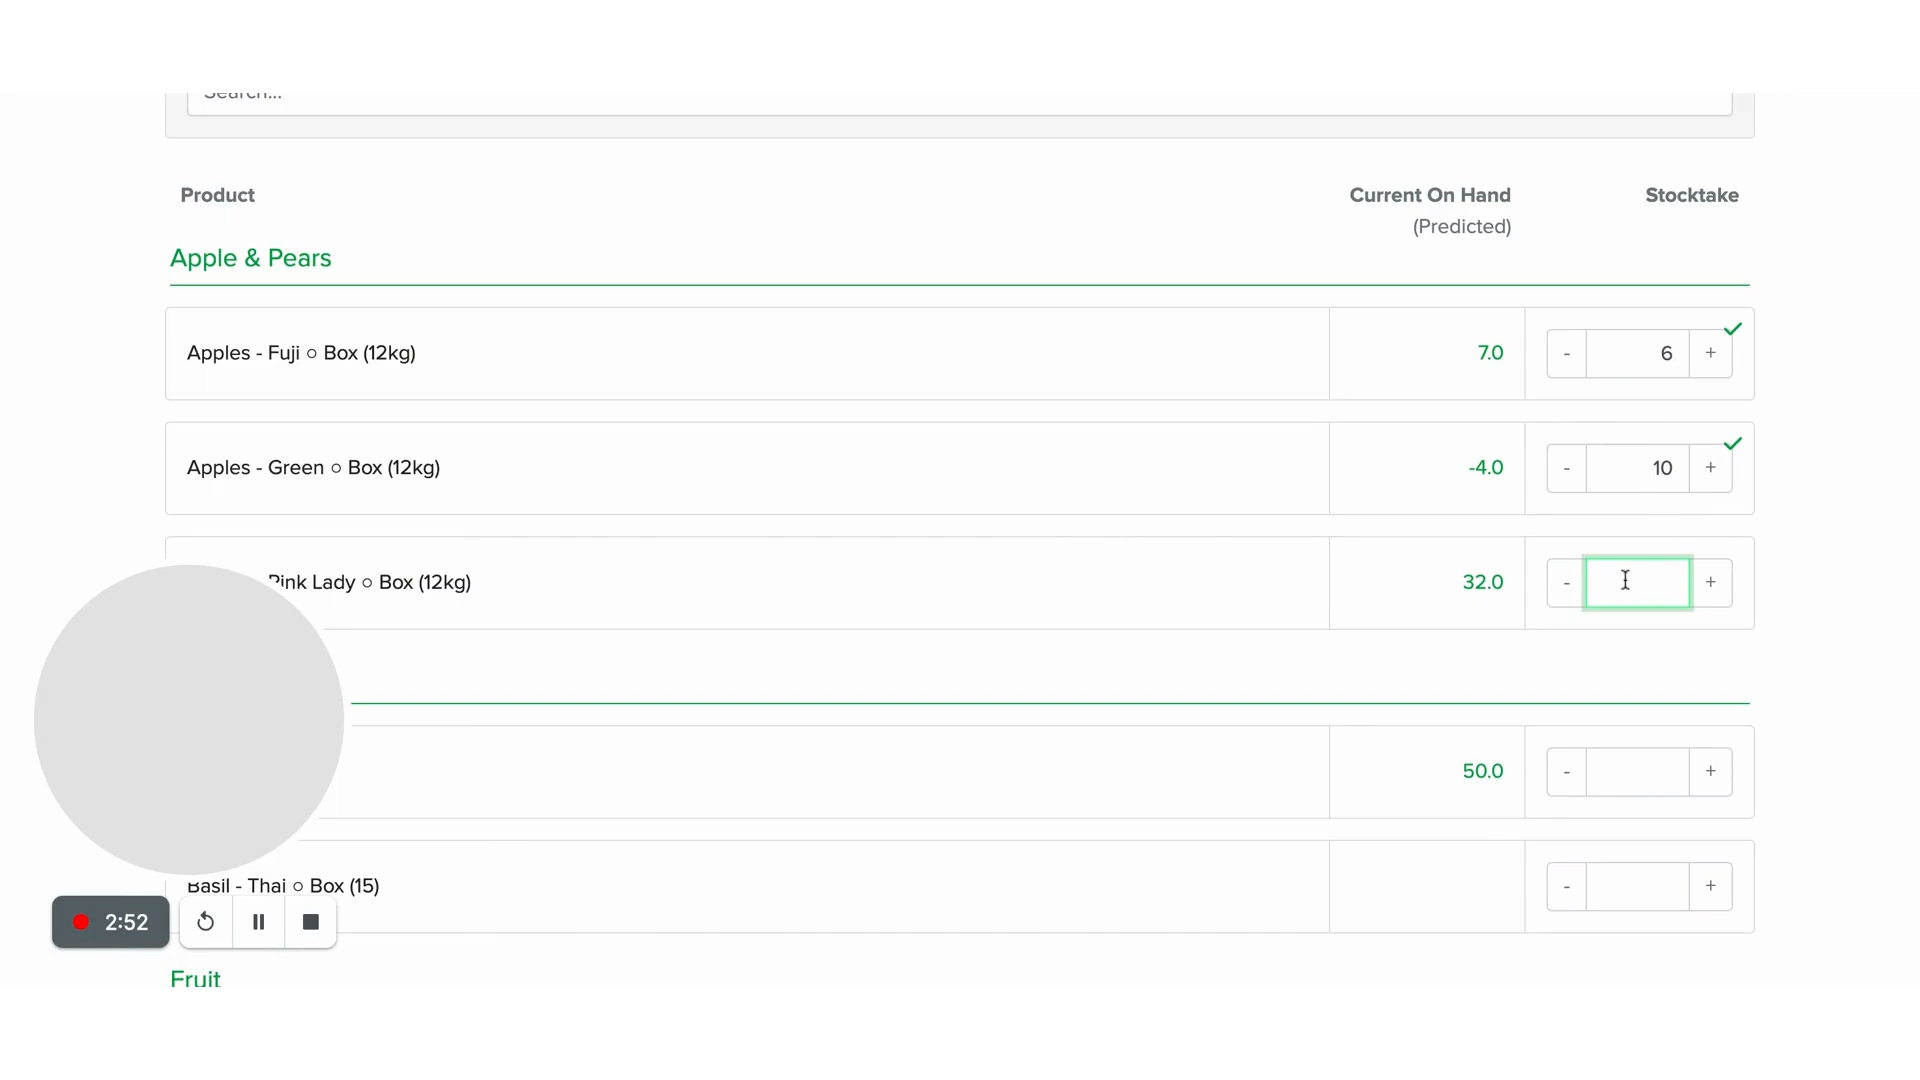 Search...
Product
Current On Hand
Stocktake
(Predicted)
Apple & Pears
Apples - Fuji ○ Box (12kg)
7.0
-
6
+
Apples - Green ○ Box (12kg)
-4.0
-
10
+
Pink Lady ○ Box (12kg)
32.0
-
+
50.0
-
+
Basil - Thai ○ Box (15)
-
+
2:52
Fruit